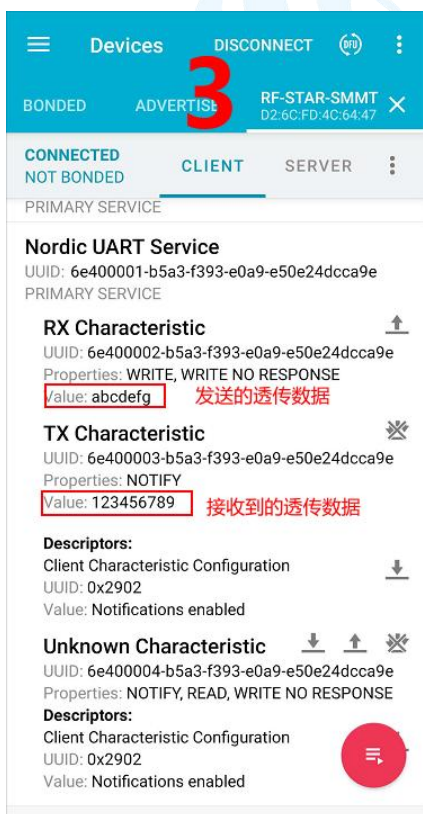 Devices DISCONNECT DFU
3
BONDED ADVERTISE RF-STAR-SMMT
D2:6C:FD:4C:64:47
CONNECTED
NOT BONDED CLIENT SERVER
PRIMARY SERVICE
Nordic UART Service
UUID: 6e400001-b5a3-f393-e0a9-e50e24dcca9e
PRIMARY SERVICE
RX Characteristic
UUID: 6e400002-b5a3-f393-e0a9-e50e24dcca9e
Properties: WRITE, WRITE NO RESPONSE
Value: abcdefg 发送的透传数据
TX Characteristic
UUID: 6e400003-b5a3-f393-e0a9-e50e24dcca9e
Properties: NOTIFY
Value: 123456789 接收到的透传数据
Descriptors:
Client Characteristic Configuration
UUID: 0x2902
Value: Notifications enabled
Unknown Characteristic
UUID: 6e400004-b5a3-f393-e0a9-e50e24dcca9e
Properties: NOTIFY, READ, WRITE NO RESPONSE
Descriptors:
Client Characteristic Configuration
UUID: 0x2902
Value: Notifications enabled